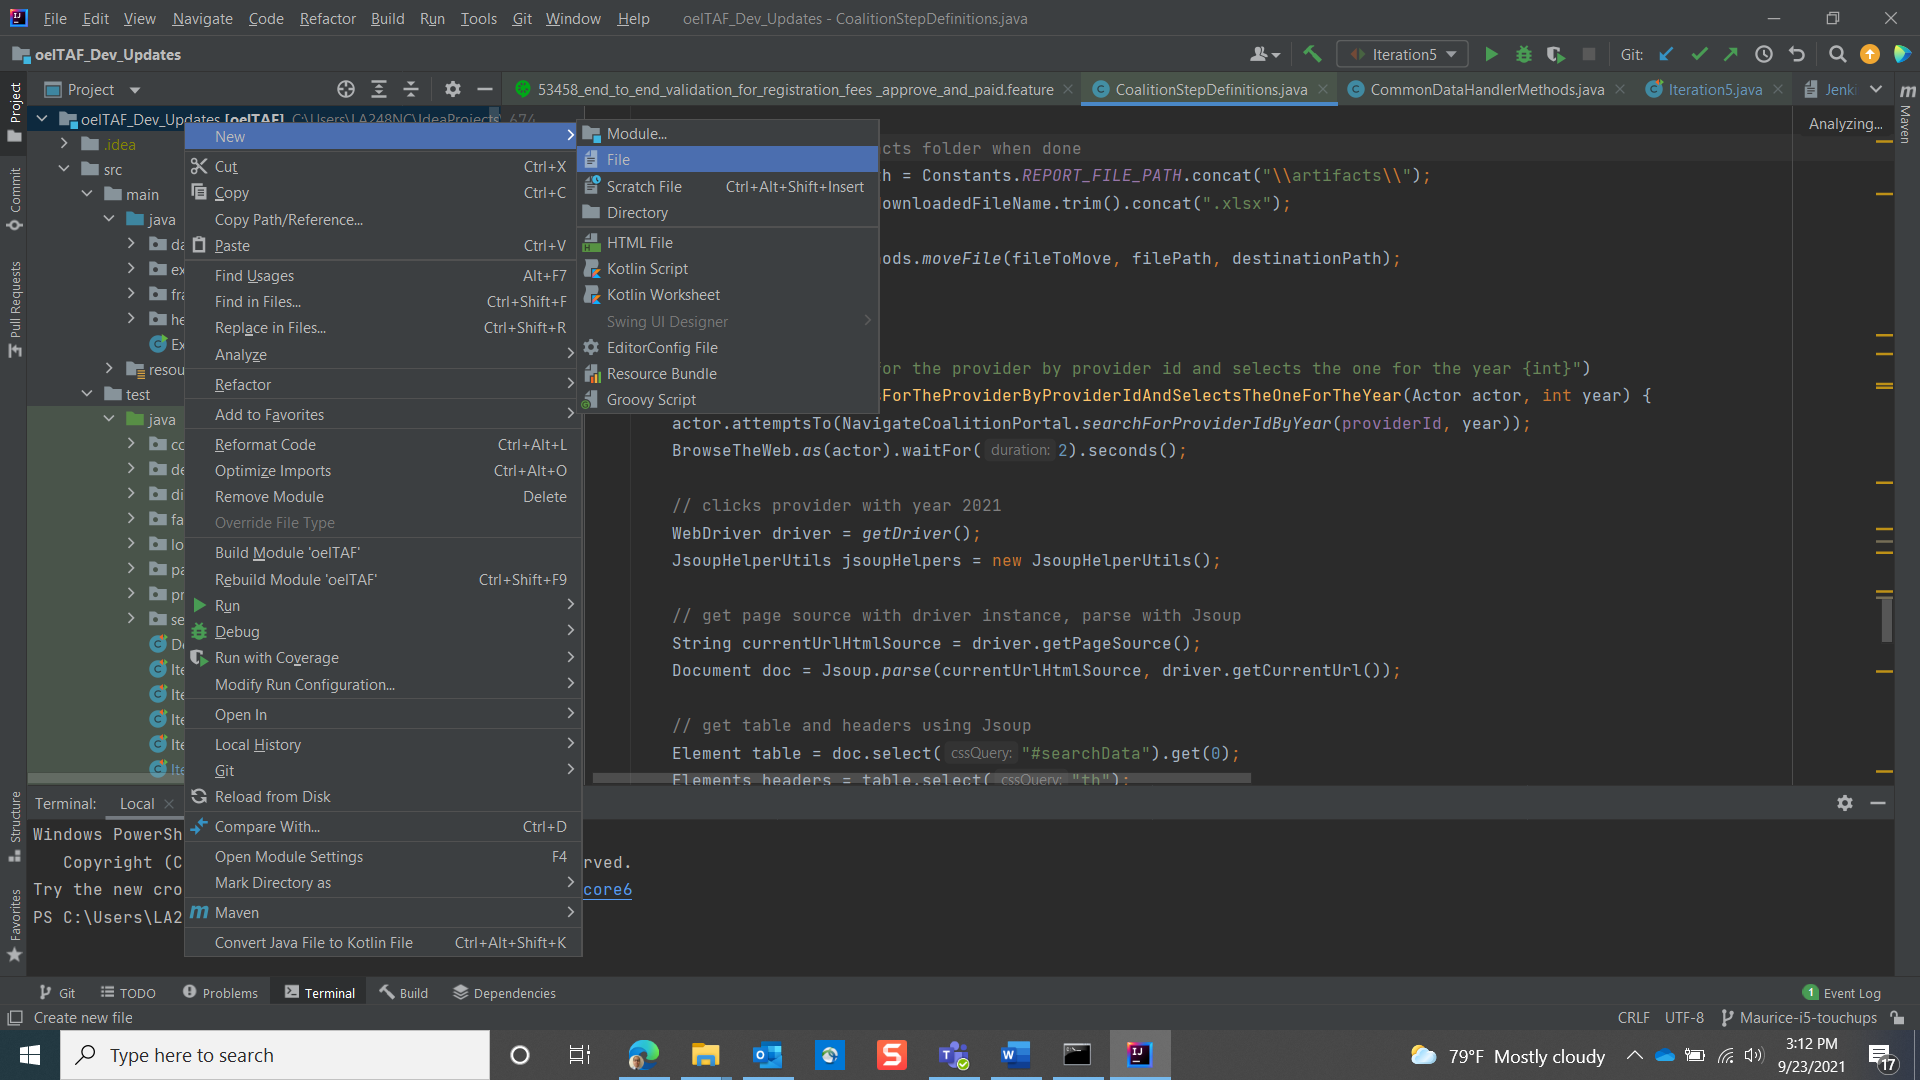 File Edit View Navigate Code Refactor Build Run Tools Git Window Help oelTAF_Dev_Updates - CoalitionStepDefinitions.java
oelTAF_Dev_Updates
Iteration5
Git:
Project
53458_end_to_end_validation_for_registration_fees _approve_and_paid.feature
CoalitionStepDefinitions.java
CommonDataHandlerMethods.java
Iteration5.java
Jenk
Project
Commit
Pull Requests
Structure
Favorites
Maven
oelTAF_Dev_Updates [oelTAF] C:\Users\LA248NC\IdeaProjects
.idea
src
main
java
da
ex
fra
he
Ex
resou
test
java
co
de
di
fa
lo
pa
pr
se
De
Ite
Ite
Ite
Ite
Ite
New
Cut Ctrl+X
Copy Ctrl+C
Copy Path/Reference...
Paste Ctrl+V
Find Usages Alt+F7
Find in Files... Ctrl+Shift+F
Replace in Files... Ctrl+Shift+R
Analyze
Refactor
Add to Favorites
Reformat Code Ctrl+Alt+L
Optimize Imports Ctrl+Alt+O
Remove Module Delete
Override File Type
Build Module 'oelTAF'
Rebuild Module 'oelTAF' Ctrl+Shift+F9
Run
Debug
Run with Coverage
Modify Run Configuration...
Open In
Local History
Git
Reload from Disk
Compare With... Ctrl+D
Open Module Settings F4
Mark Directory as
Maven
Convert Java File to Kotlin File Ctrl+Alt+Shift+K
Module...
File
Scratch File Ctrl+Alt+Shift+Insert
Directory
HTML File
Kotlin Script
Kotlin Worksheet
Swing UI Designer
EditorConfig File
Resource Bundle
Groovy Script
Analyzing...
cts folder when done
h = Constants.REPORT_FILE_PATH.concat("\\artifacts\\");
ownloadedFileName.trim().concat(".xlsx");
ods.moveFile(fileToMove, filePath, destinationPath);
for the provider by provider id and selects the one for the year {int}")
sForTheProviderByProviderIdAndSelectsTheOneForTheYear(Actor actor, int year) {
actor.attemptsTo(NavigateCoalitionPortal.searchForProviderIdByYear(providerId, year));
BrowseTheWeb.as(actor).waitFor( duration: 2).seconds();
// clicks provider with year 2021
WebDriver driver = getDriver();
JsoupHelperUtils jsoupHelpers = new JsoupHelperUtils();
// get page source with driver instance, parse with Jsoup
String currentUrlHtmlSource = driver.getPageSource();
Document doc = Jsoup.parse(currentUrlHtmlSource, driver.getCurrentUrl());
// get table and headers using Jsoup
Element table = doc.select( cssQuery: "#searchData").get(0);
Elements headers = table.select( cssQuery: "th");
Terminal: Local
Windows PowerSh
Copyright (C rved.
Try the new cro core6
PS C:\Users\LA2
Git TODO Problems Terminal Build Dependencies 1 Event Log
Create new file CRLF UTF-8 Maurice-i5-touchups
Type here to search
79°F Mostly cloudy
3:12 PM
9/23/2021
17